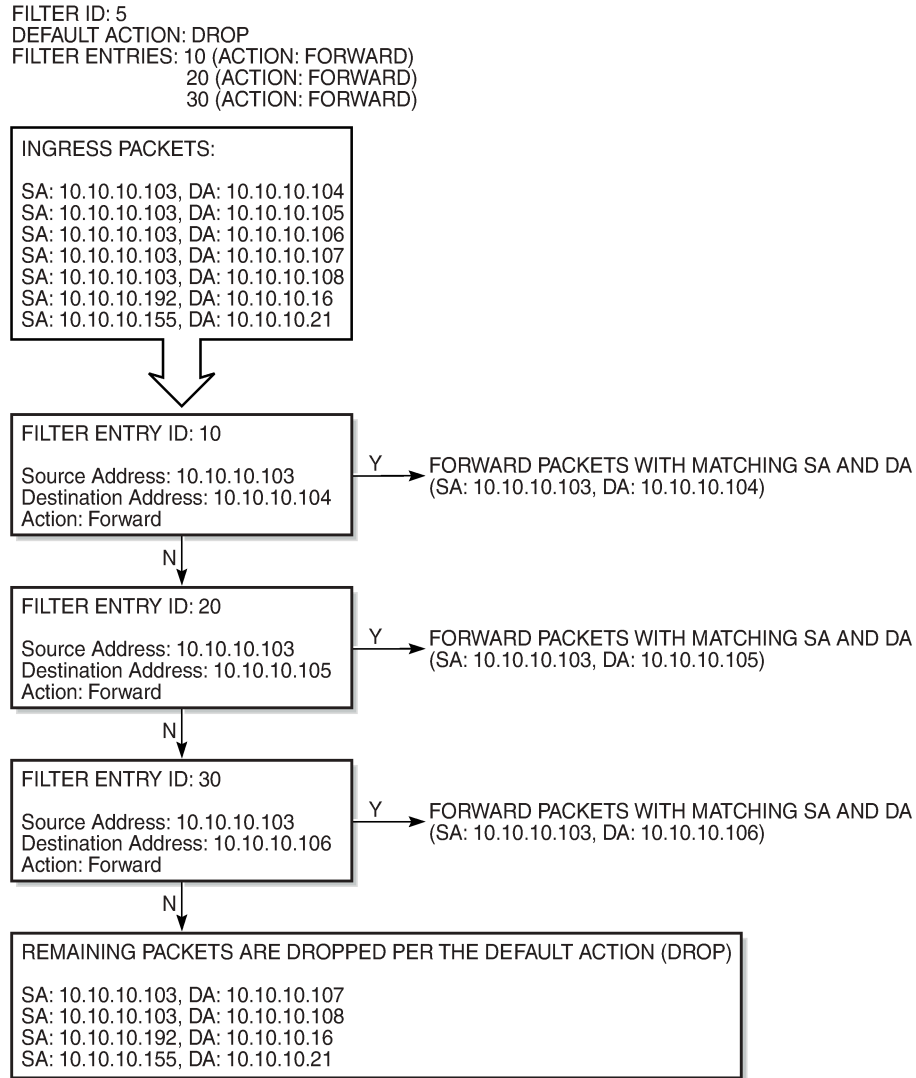 FILTER ID: 5
DEFAULT ACTION: DROP
FILTER ENTRIES: 10 (ACTION: FORWARD)
20 (ACTION: FORWARD)
30 (ACTION: FORWARD)
INGRESS PACKETS:
SA: 10.10.10.103, DA: 10.10.10.104
SA: 10.10.10.103, DA: 10.10.10.105
SA: 10.10.10.103, DA: 10.10.10.106
SA: 10.10.10.103, DA: 10.10.10.107
SA: 10.10.10.103, DA: 10.10.10.108
SA: 10.10.10.192, DA: 10.10.10.16
SA: 10.10.10.155, DA: 10.10.10.21
FILTER ENTRY ID: 10
Source Address: 10.10.10.103
Destination Address: 10.10.10.104
Action: Forward
Y
FORWARD PACKETS WITH MATCHING SA AND DA
(SA: 10.10.10.103, DA: 10.10.10.104)
N
FILTER ENTRY ID: 20
Source Address: 10.10.10.103
Destination Address: 10.10.10.105
Action: Forward
Y
FORWARD PACKETS WITH MATCHING SA AND DA
(SA: 10.10.10.103, DA: 10.10.10.105)
N
FILTER ENTRY ID: 30
Source Address: 10.10.10.103
Destination Address: 10.10.10.106
Action: Forward
Y
FORWARD PACKETS WITH MATCHING SA AND DA
(SA: 10.10.10.103, DA: 10.10.10.106)
N
REMAINING PACKETS ARE DROPPED PER THE DEFAULT ACTION (DROP)
SA: 10.10.10.103, DA: 10.10.10.107
SA: 10.10.10.103, DA: 10.10.10.108
SA: 10.10.10.192, DA: 10.10.10.16
SA: 10.10.10.155, DA: 10.10.10.21